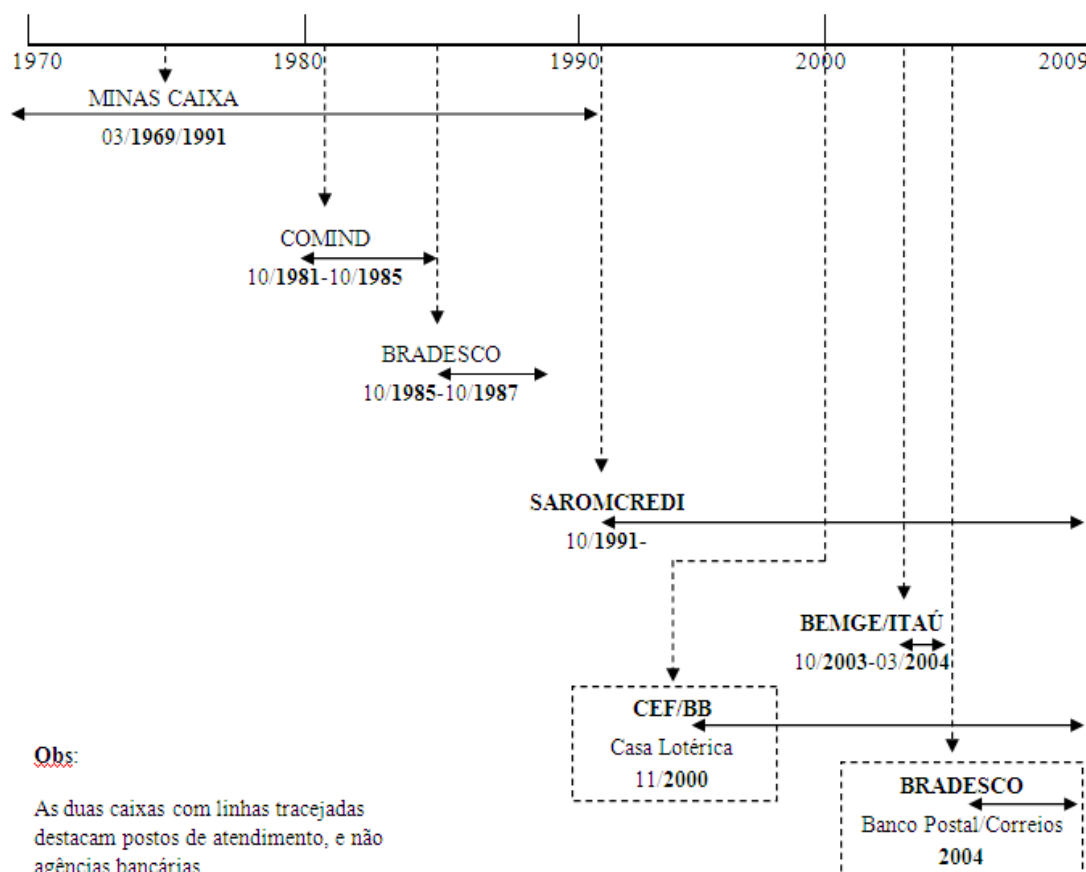 1970 1980 1990 2000 2009
MINAS CAIXA
03/1969/1991
COMIND
10/1981-10/1985
BRADESCO
10/1985-10/1987
SAROMCREDI
10/1991-
BEMGE/ITAÚ
10/2003-03/2004
CEF/BB
Casa Lotérica
11/2000
BRADESCO
Banco Postal/Correios
2004
Obs:
As duas caixas com linhas tracejadas
destacam postos de atendimento, e não
agências bancárias